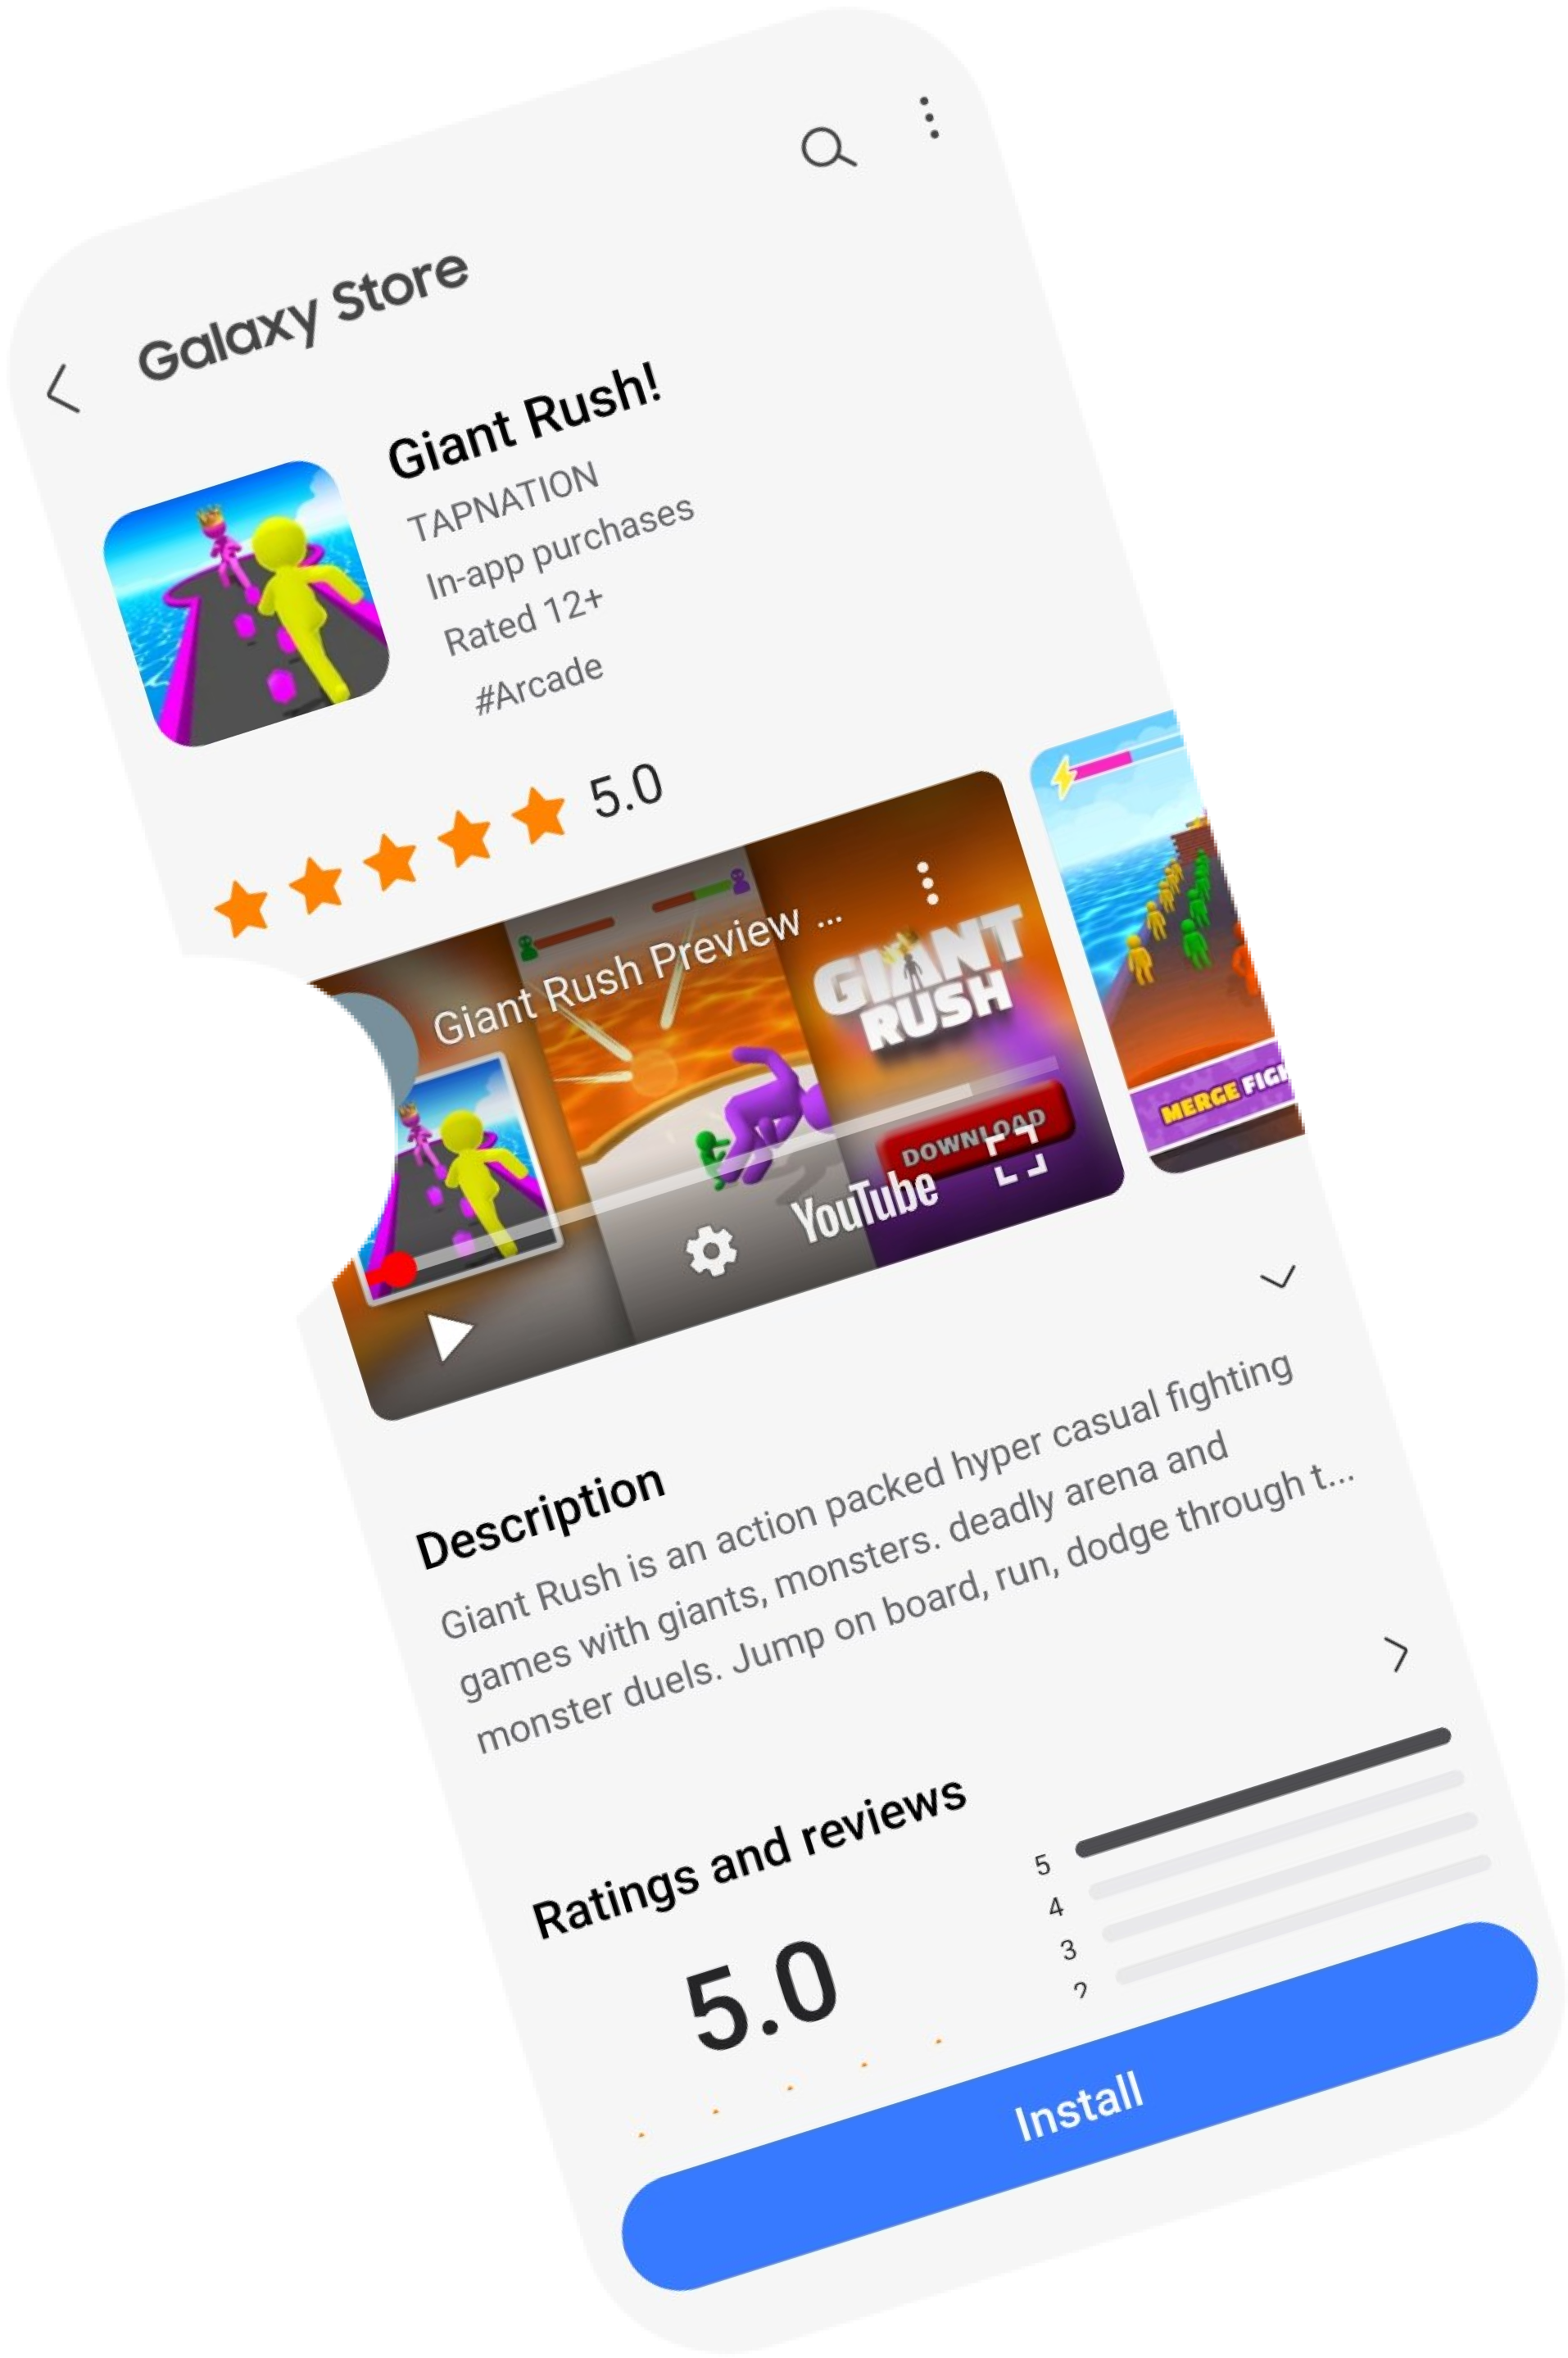 Galaxy Store
Giant Rush!
TAPNATION
In-app purchases
Rated 12+
#Arcade
5.0
Giant Rush Preview ...
GIANT
RUSH
DOWNLOAD
YouTube
MERGE FIGH
Description
Giant Rush is an action packed hyper casual fighting
games with giants, monsters. deadly arena and
monster duels. Jump on board, run, dodge through t...
Ratings and reviews
5.0
5
4
3
2
Install